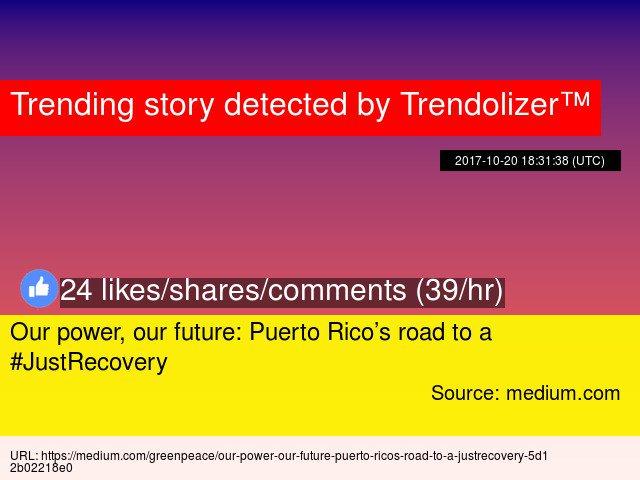 Trending story detected by Trendolizer™
2017-10-20 18:31:38 (UTC)
24 likes/shares/comments (39/hr)
Our power, our future: Puerto Rico’s road to a
#JustRecovery
Source: medium.com
URL: https://medium.com/greenpeace/our-power-our-future-puerto-ricos-road-to-a-justrecovery-5d1
2b02218e0